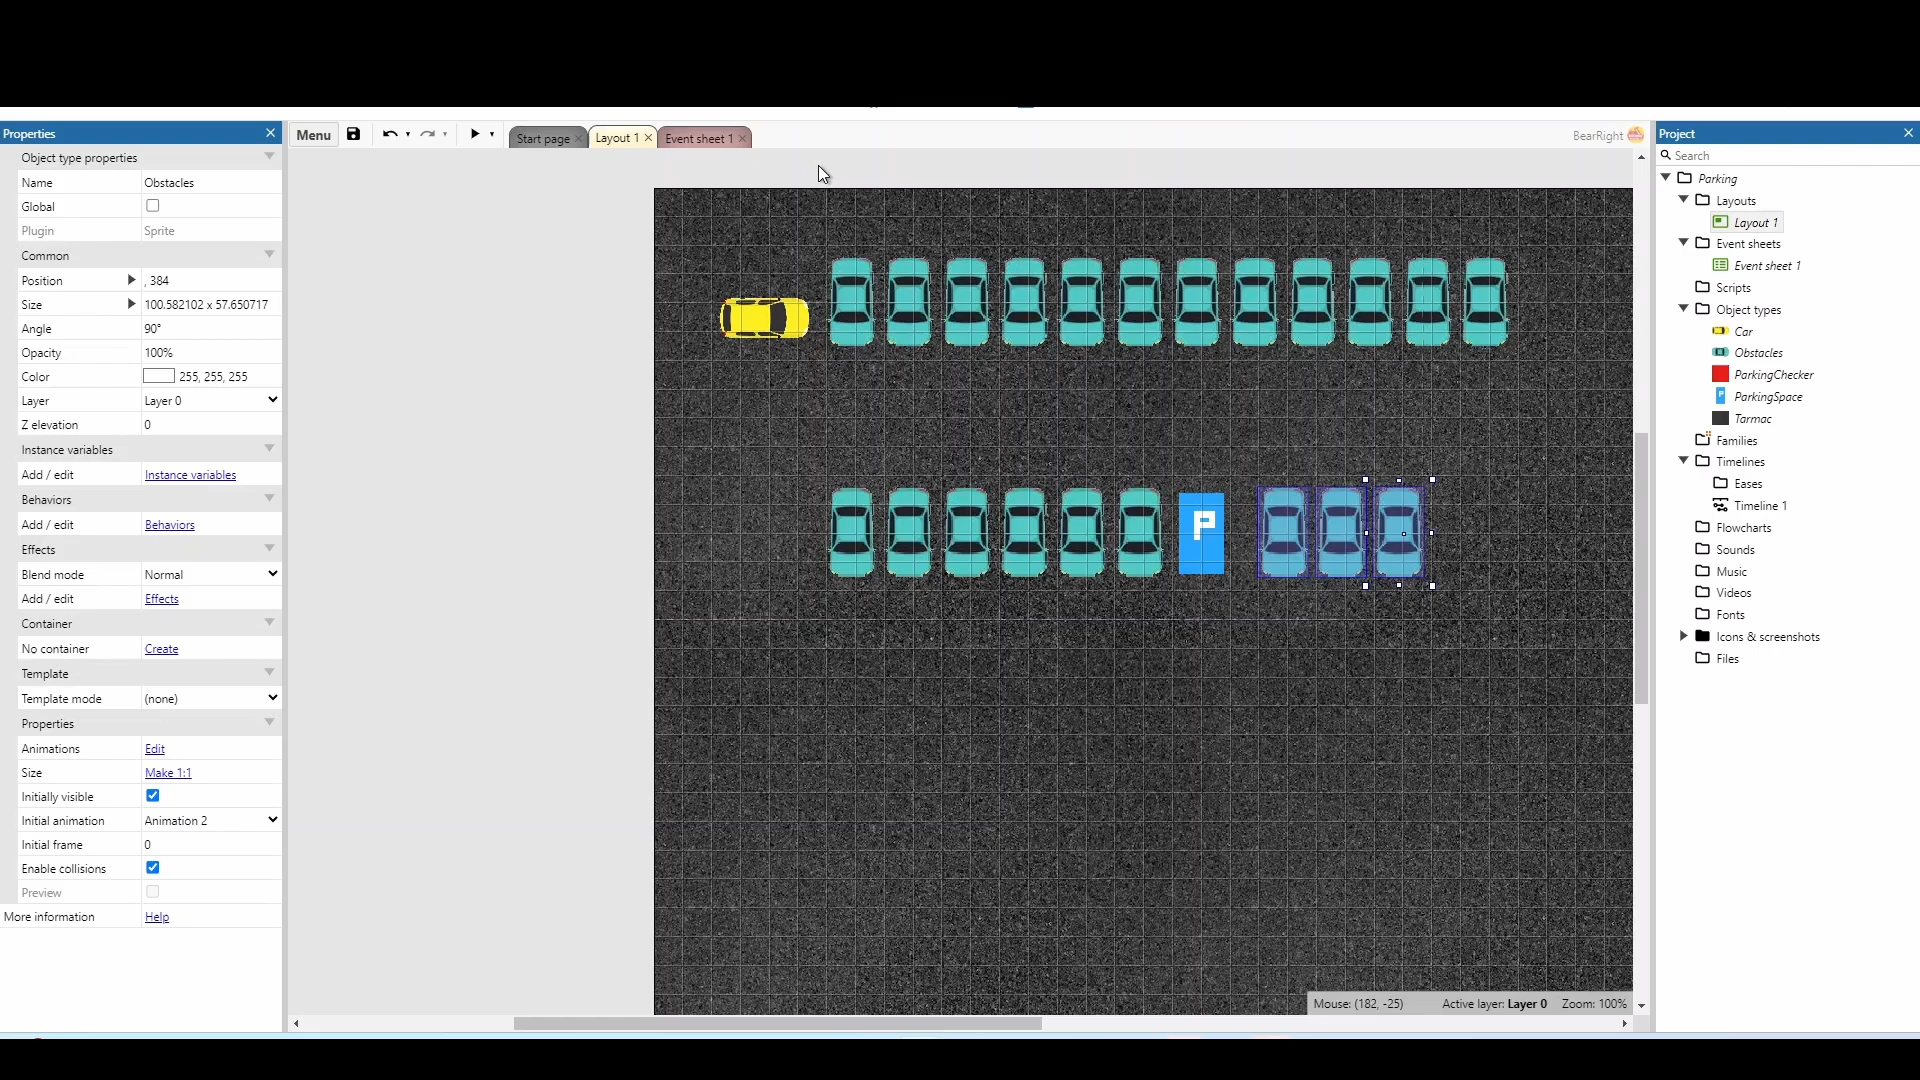 Properties
Object type properties
Name Obstacles
Global
Plugin Sprite
Common
Position , 384
Size 100.582102 x 57.650717
Angle 90°
Opacity 100%
Color 255, 255, 255
Layer Layer 0
Z elevation 0
Instance variables
Add / edit Instance variables
Behaviors
Add / edit Behaviors
Effects
Blend mode Normal
Add / edit Effects
Container
No container Create
Template
Template mode (none)
Properties
Animations Edit
Size Make 1:1
Initially visible
Initial animation Animation 2
Initial frame 0
Enable collisions
Preview
More information Help
Menu
Start page
Layout 1
Event sheet 1
BearRight
P
Mouse: (182, -25) Active layer: Layer 0 Zoom: 100%
Project
Search
Parking
Layouts
Layout 1
Event sheets
Event sheet 1
Scripts
Object types
Car
Obstacles
ParkingChecker
ParkingSpace
Tarmac
Families
Timelines
Eases
Timeline 1
Flowcharts
Sounds
Music
Videos
Fonts
Icons & screenshots
Files